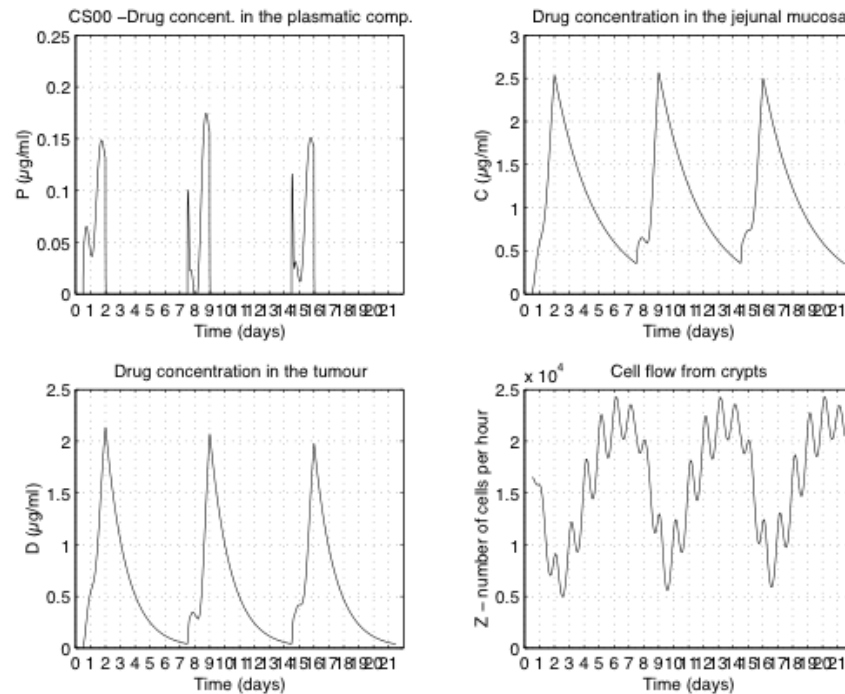 CS00 –Drug concent. in the plasmatic comp.
0.25
0.2
0.15
0.1
0.05
0
P (µg/ml)
0 1 2 3 4 5 6 7 8 9 10 11 12 13 14 15 16 17 18 19 20 21
Time (days)
Drug concentration in the jejunal mucosa
3
2.5
2
1.5
1
0.5
0
C (µg/ml)
0 1 2 3 4 5 6 7 8 9 10 11 12 13 14 15 16 17 18 19 20 21
Time (days)
Drug concentration in the tumour
2.5
2
1.5
1
0.5
0
D (µg/ml)
0 1 2 3 4 5 6 7 8 9 10 11 12 13 14 15 16 17 18 19 20 21
Time (days)
Cell flow from crypts
x 10^4
2.5
2
1.5
1
0.5
0
Z – number of cells per hour
0 1 2 3 4 5 6 7 8 9 10 11 12 13 14 15 16 17 18 19 20 21
Time (days)